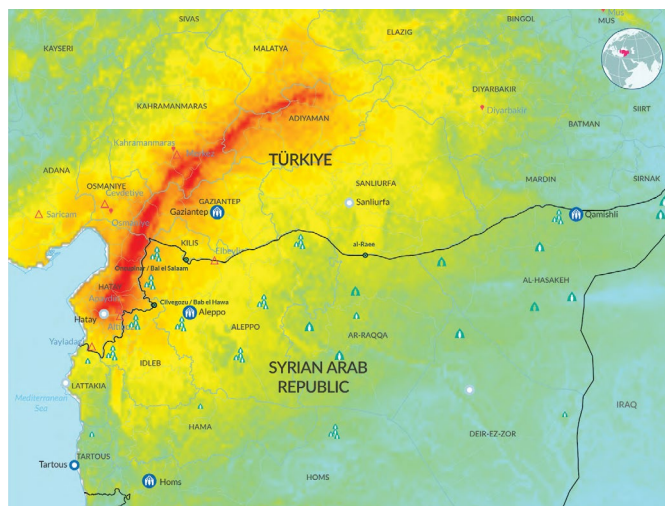 SIVAS
BINGOL
MUS
Mus
ELAZIG
KAYSERI
MALATYA
DIYARBAKIR
KAHRAMANMARAS
Diyarbakir
SIIRT
ADIYAMAN
BATMAN
Kahramanmaras
TÜRKIYE
ADANA
SANLIURFA
MARDIN
SIRNAK
OSMANIYE
GAZIANTEP
Sanliurfa
Saricam
Gaziantep
Qamishli
KILIS
al-Raee
Elbeyli
/ Bal el Salaam
AL-HASAKEH
HATAY
Cilvegozu / Bab el Hawa
Hatay
Aleppo
ALEPPO
AR-RAQQA
Yayladagi
IDLEB
SYRIAN ARAB
REPUBLIC
LATTAKIA
Mediterranean
Sea
IRAQ
HAMA
DEIR-EZ-ZOR
TARTOUS
Tartous
Homs
HOMS